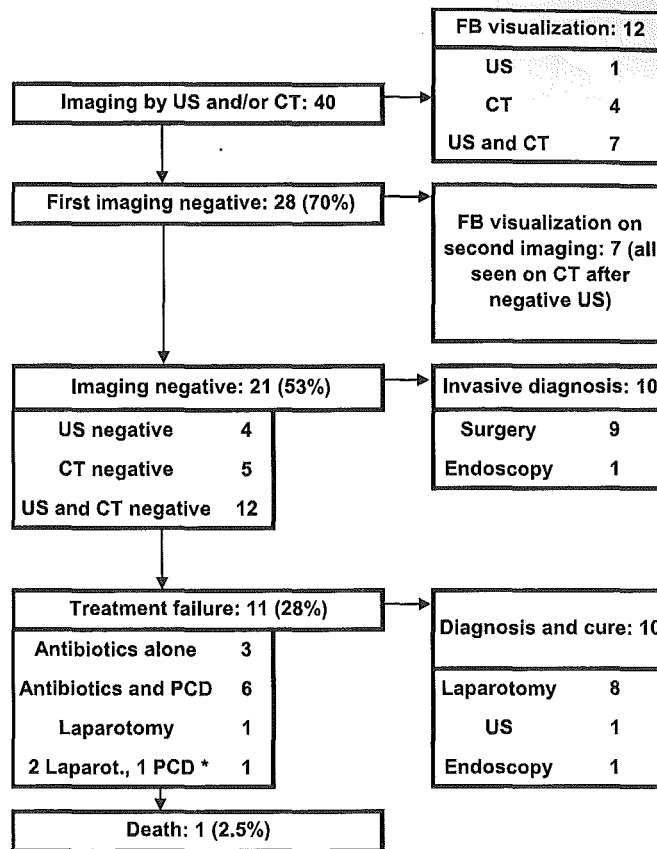 FB visualization: 12
US 1
CT 4
US and CT 7
Imaging by US and/or CT: 40
First imaging negative: 28 (70%)
FB visualization on
second imaging: 7 (all
seen on CT after
negative US)
Imaging negative: 21 (53%)
US negative 4
CT negative 5
US and CT negative 12
Invasive diagnosis: 10
Surgery 9
Endoscopy 1
Treatment failure: 11 (28%)
Antibiotics alone 3
Antibiotics and PCD 6
Laparotomy 1
2 Laparot., 1 PCD * 1
Diagnosis and cure: 10
Laparotomy 8
US 1
Endoscopy 1
Death: 1 (2.5%)